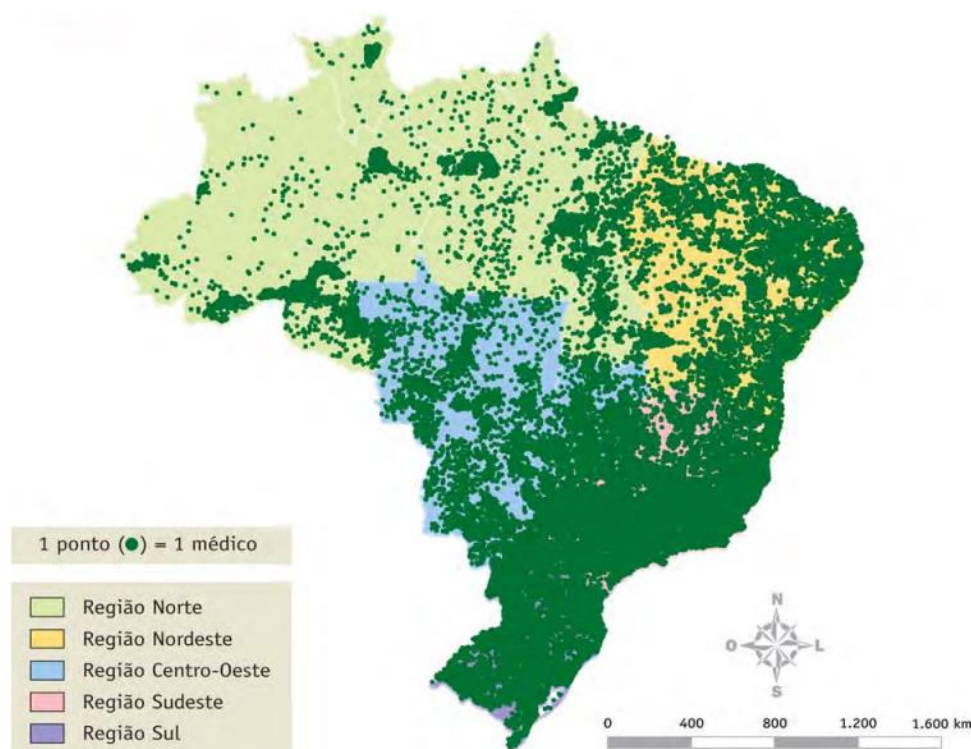 1 ponto (●) = 1 médico
Região Norte
Região Nordeste
Região Centro-Oeste
Região Sudeste
Região Sul
N
O L
S
0 400 800 1.200 1.600 km